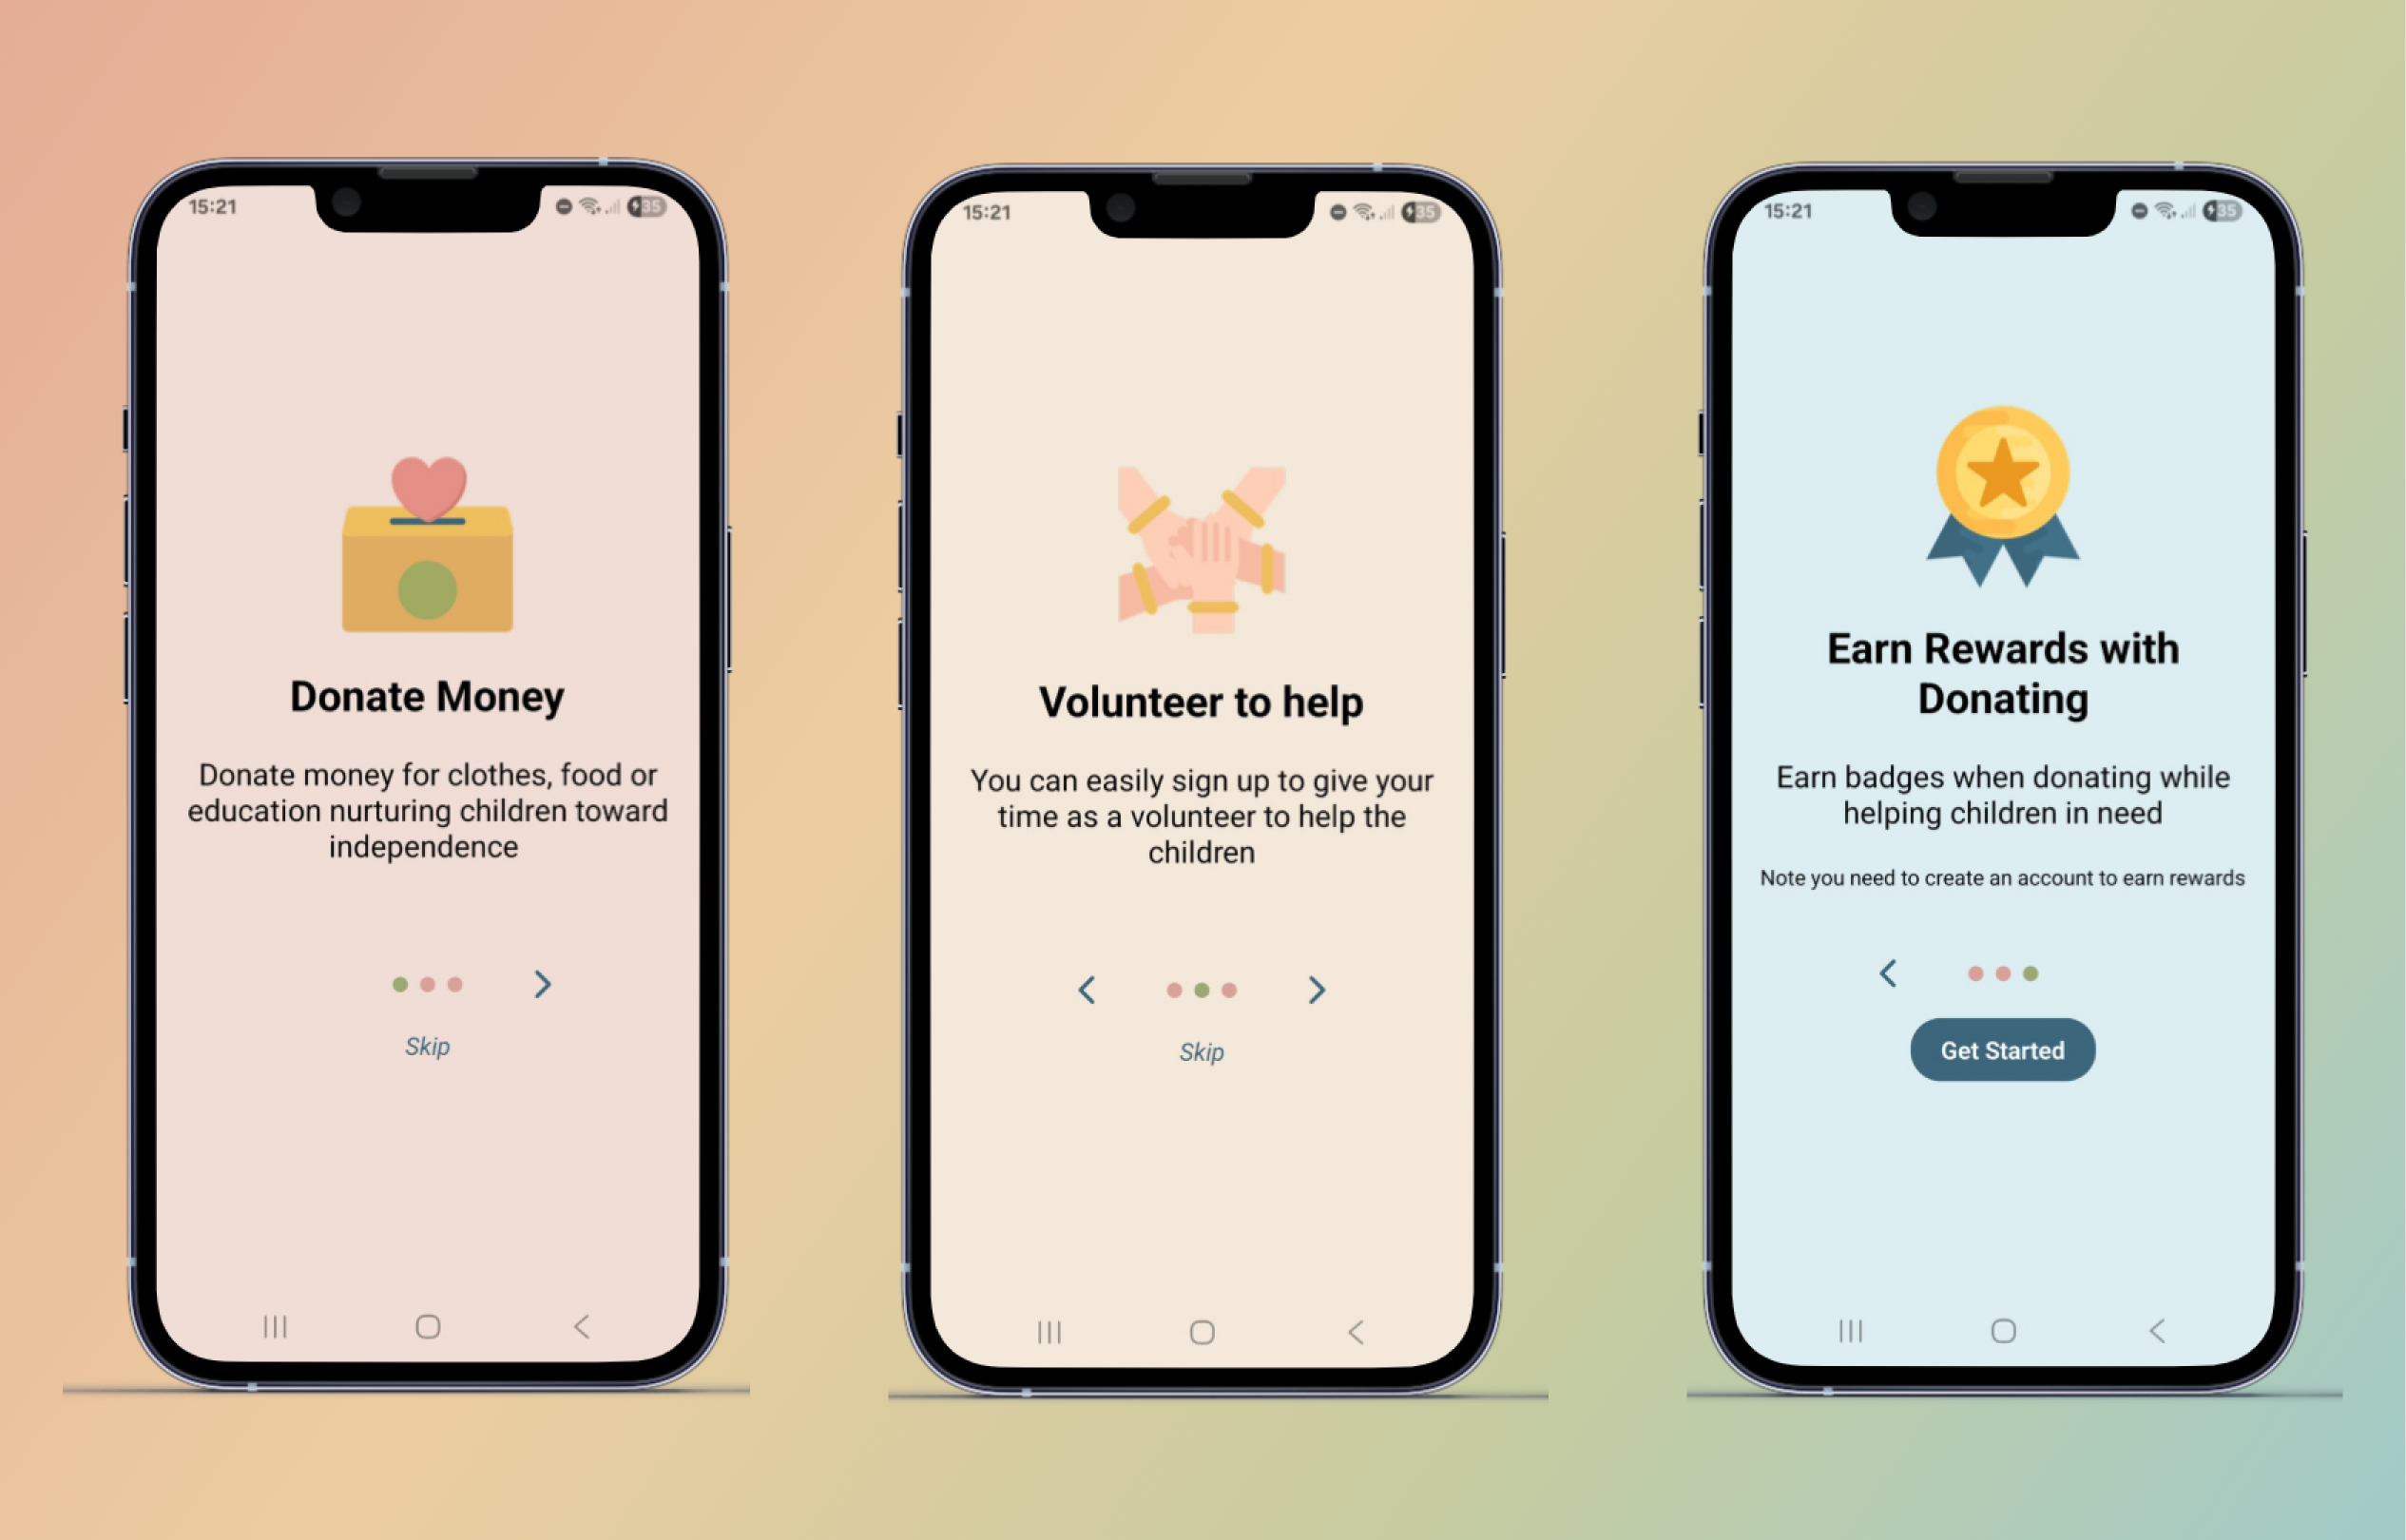 15:21
35
Donate Money
Donate money for clothes, food or
education nurturing children toward
independence
Skip
15:21
35
Volunteer to help
You can easily sign up to give your
time as a volunteer to help the
children
Skip
15:21
35
Earn Rewards with
Donating
Earn badges when donating while
helping children in need
Note you need to create an account to earn rewards
Get Started